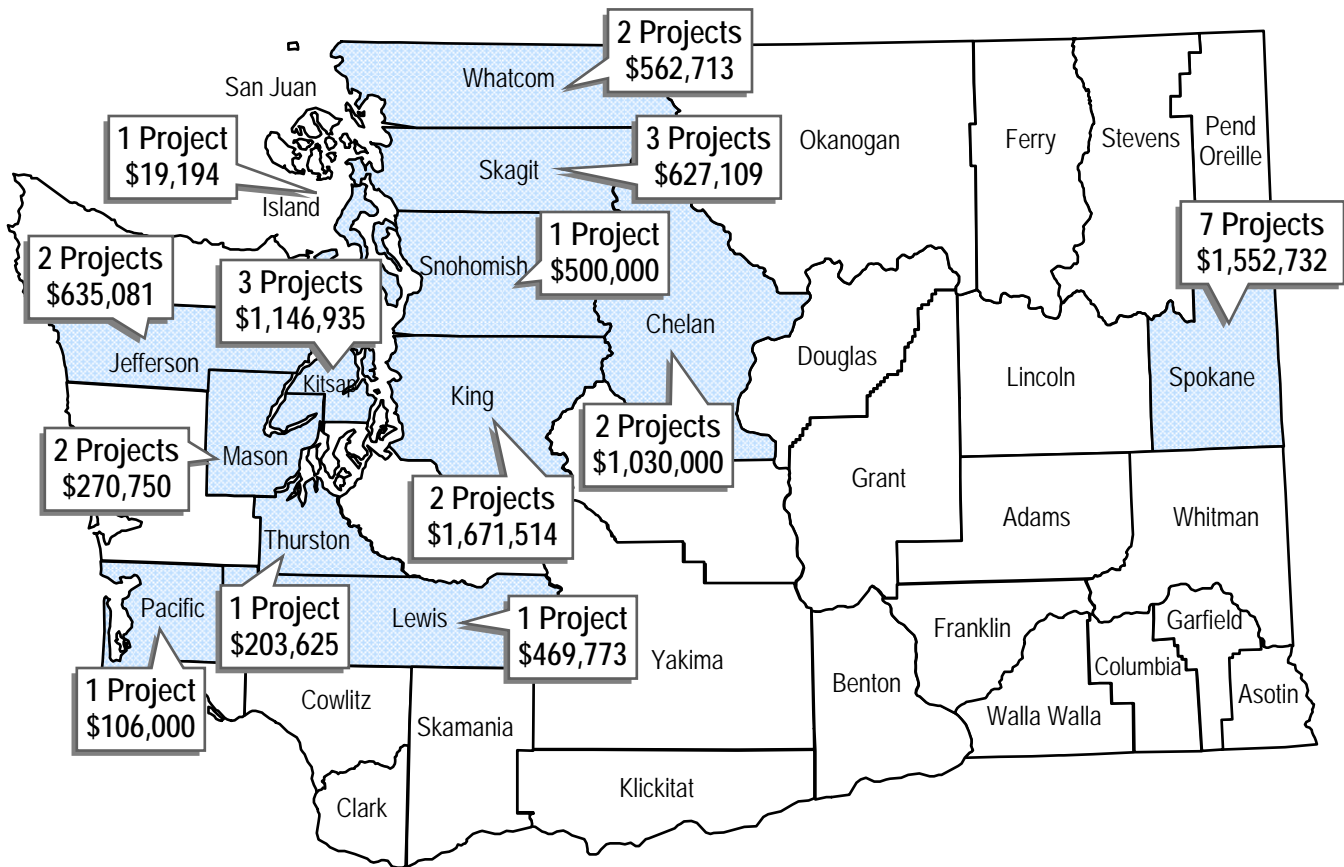 2 Projects
$562,713
Whatcom
San Juan
1 Project
$19,194
Island
3 Projects
$627,109
Skagit
Okanogan
Ferry
Stevens
Pend
Oreille
7 Projects
$1,552,732
2 Projects
$635,081
3 Projects
$1,146,935
Snohomish
1 Project
$500,000
Chelan
Jefferson
Kitsap
King
Douglas
Lincoln
Spokane
2 Projects
$270,750
Mason
2 Projects
$1,030,000
2 Projects
$1,671,514
Grant
Adams
Whitman
Thurston
Pacific
1 Project
$203,625
Lewis
1 Project
$469,773
Yakima
Franklin
Garfield
Columbia
Benton
Walla Walla
Asotin
1 Project
$106,000
Cowlitz
Skamania
Clark
Klickitat